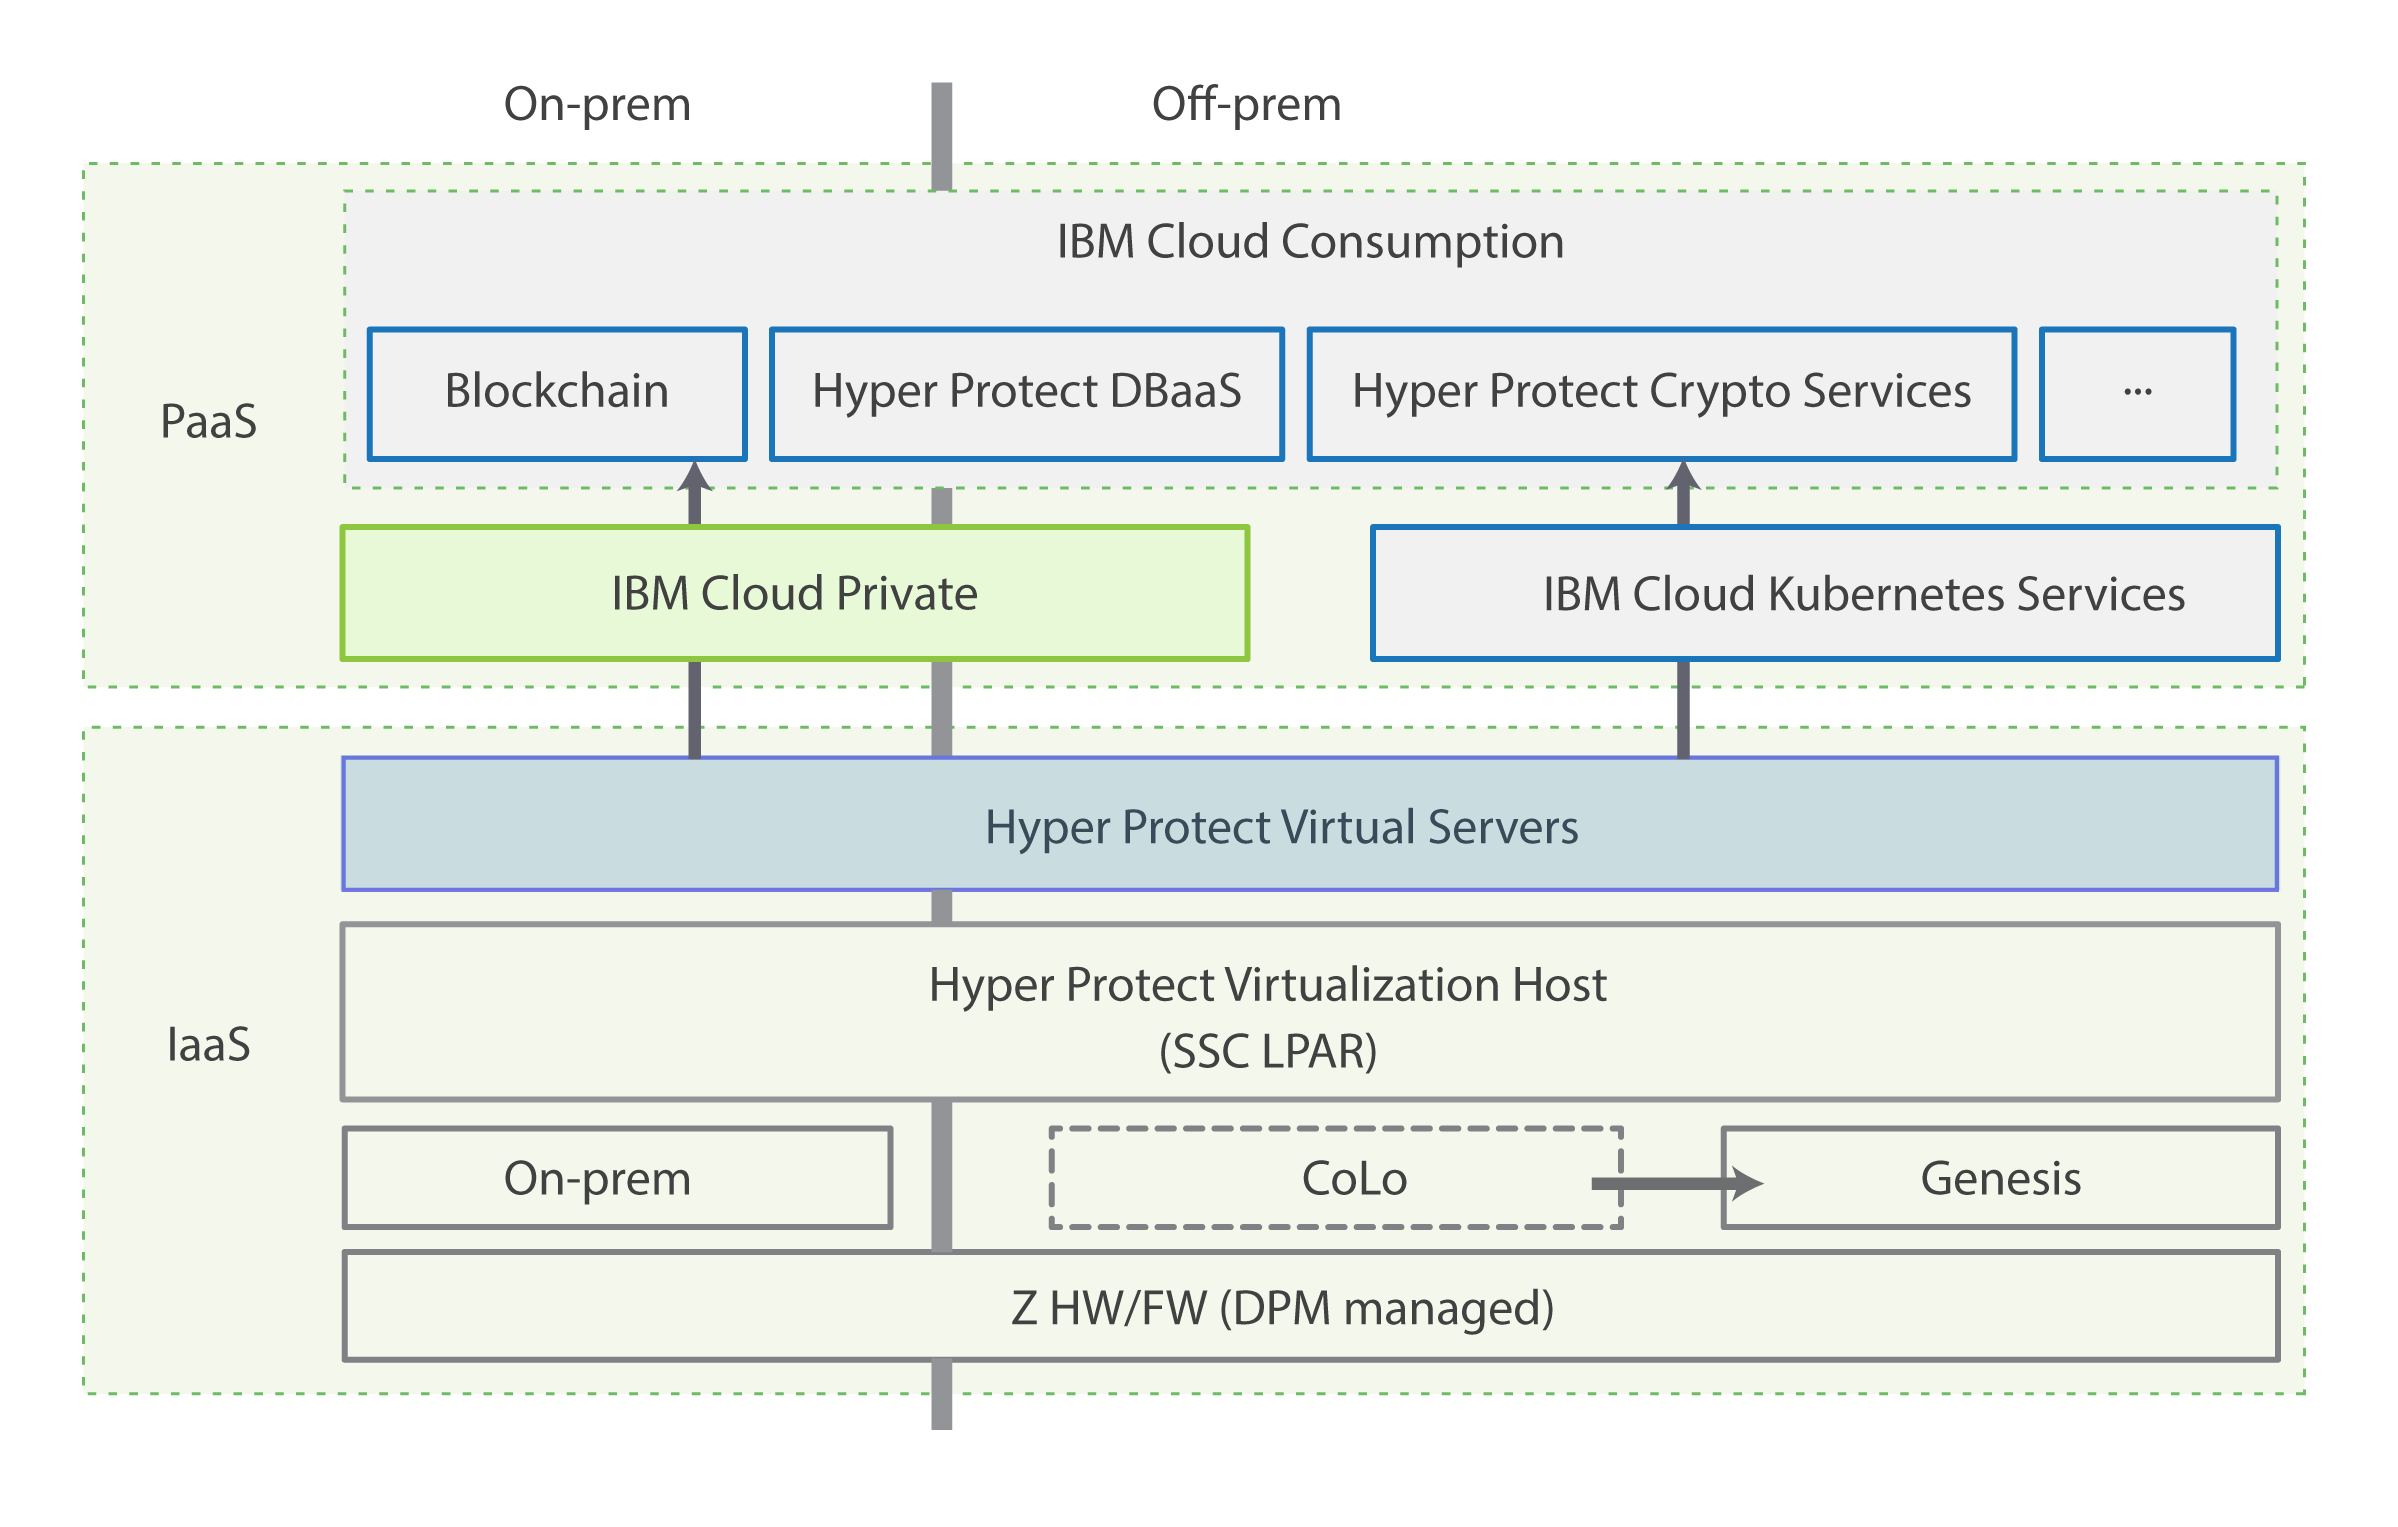 On-prem
Off-prem
IBM Cloud Consumption
Blockchain
Hyper Protect DBaaS
Hyper Protect Crypto Services
...
PaaS
IBM Cloud Private
IBM Cloud Kubernetes Services
Hyper Protect Virtual Servers
Hyper Protect Virtualization Host
(SSC LPAR)
IaaS
On-prem
CoLo
Genesis
Z HW/FW (DPM managed)